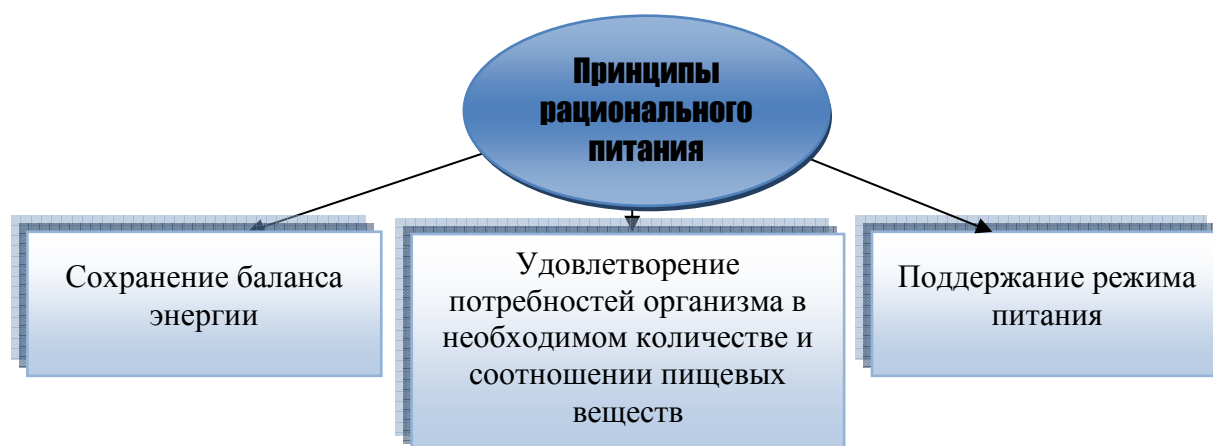 Принципы
рационального
питания
Сохранение баланса
энергии
Удовлетворение
потребностей организма в
необходимом количестве и
соотношении пищевых
веществ
Поддержание режима
питания